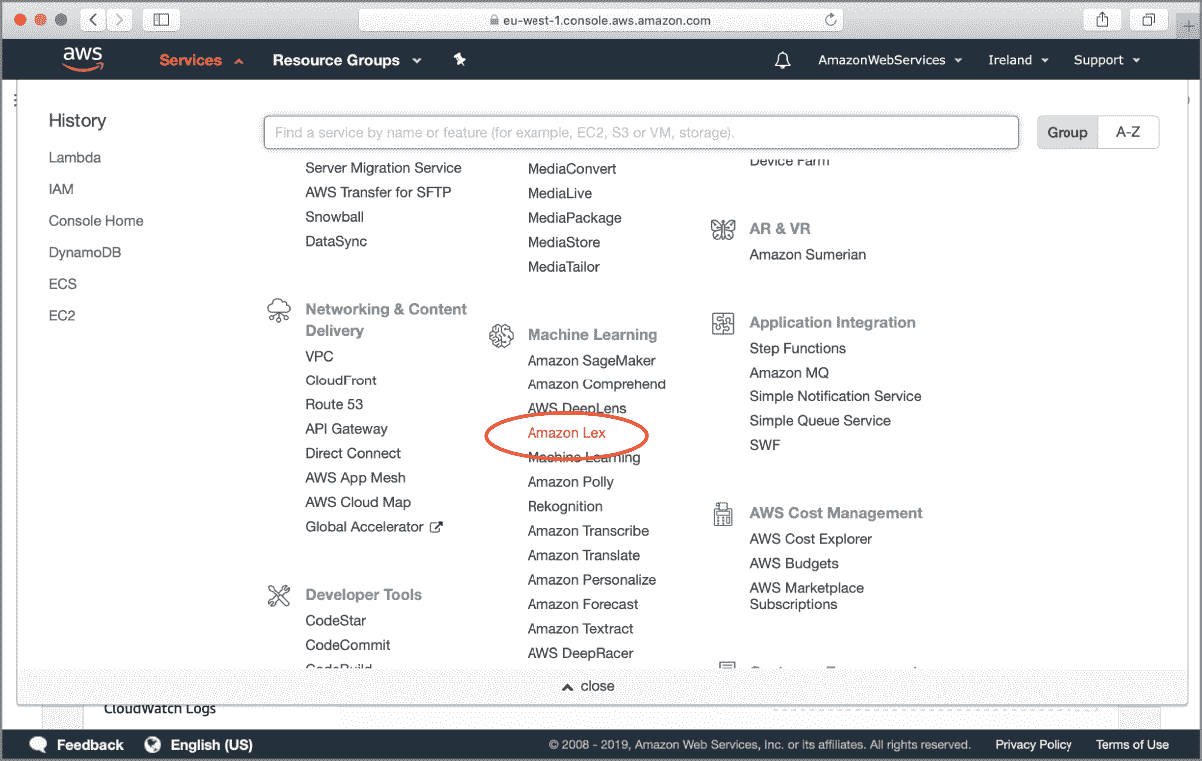 eu-west-1.console.aws.amazon.com
aws
Services
Resource Groups
AmazonWebServices
Ireland
Support
History
Lambda
IAM
Console Home
DynamoDB
ECS
EC2
Find a service by name or feature (for example, EC2, S3 or VM, storage).
Group
A-Z
Server Migration Service
AWS Transfer for SFTP
Snowball
DataSync
Networking & Content
Delivery
VPC
CloudFront
Route 53
API Gateway
Direct Connect
AWS App Mesh
AWS Cloud Map
Global Accelerator
Developer Tools
CodeStar
CodeCommit
CodeBuild
MediaConvert
MediaLive
MediaPackage
MediaStore
MediaTailor
Machine Learning
Amazon SageMaker
Amazon Comprehend
AWS DeepLens
Amazon Lex
Machine Learning
Amazon Polly
Rekognition
Amazon Transcribe
Amazon Translate
Amazon Personalize
Amazon Forecast
Amazon Textract
AWS DeepRacer
Device Farm
AR & VR
Amazon Sumerian
Application Integration
Step Functions
Amazon MQ
Simple Notification Service
Simple Queue Service
SWF
AWS Cost Management
AWS Cost Explorer
AWS Budgets
AWS Marketplace
Subscriptions
close
CloudWatch Logs
Feedback
English (US)
© 2008 - 2019, Amazon Web Services, Inc. or its affiliates. All rights reserved.
Privacy Policy
Terms of Use